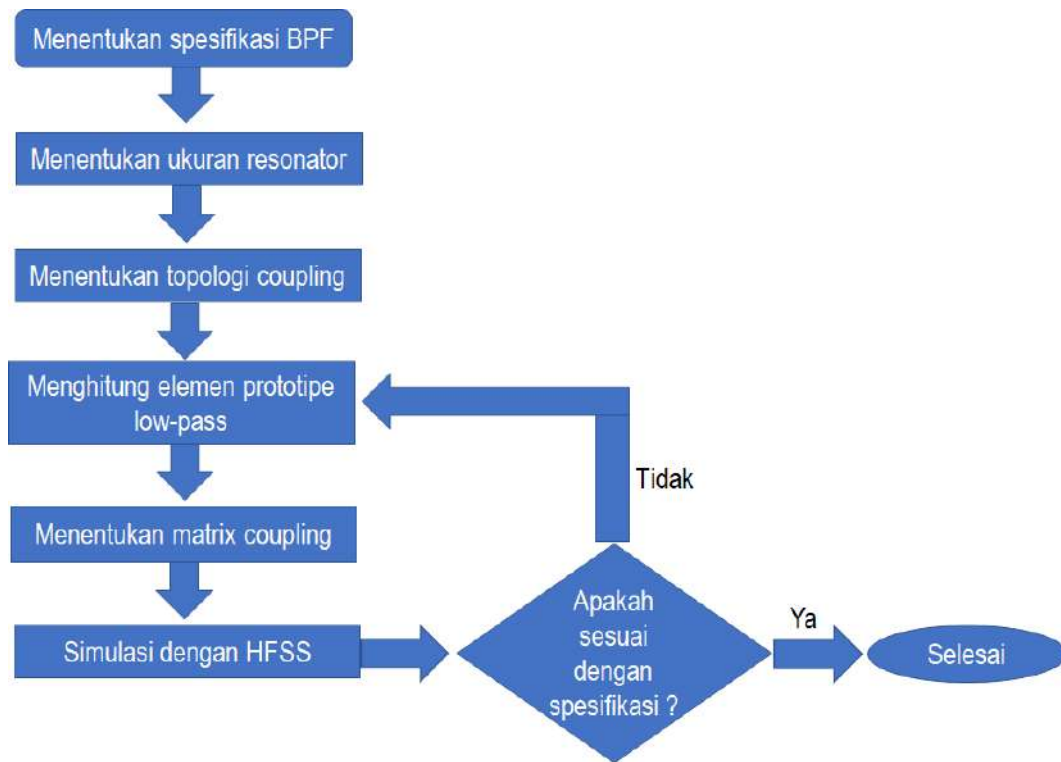 Menentukan spesifikasi BPF
Menentukan ukuran resonator
Menentukan topologi coupling
Menghitung elemen prototipe
low-pass
Menentukan matrix coupling
Simulasi dengan HFSS
Apakah
sesuai
dengan
spesifikasi ?
Tidak
Ya
Selesai